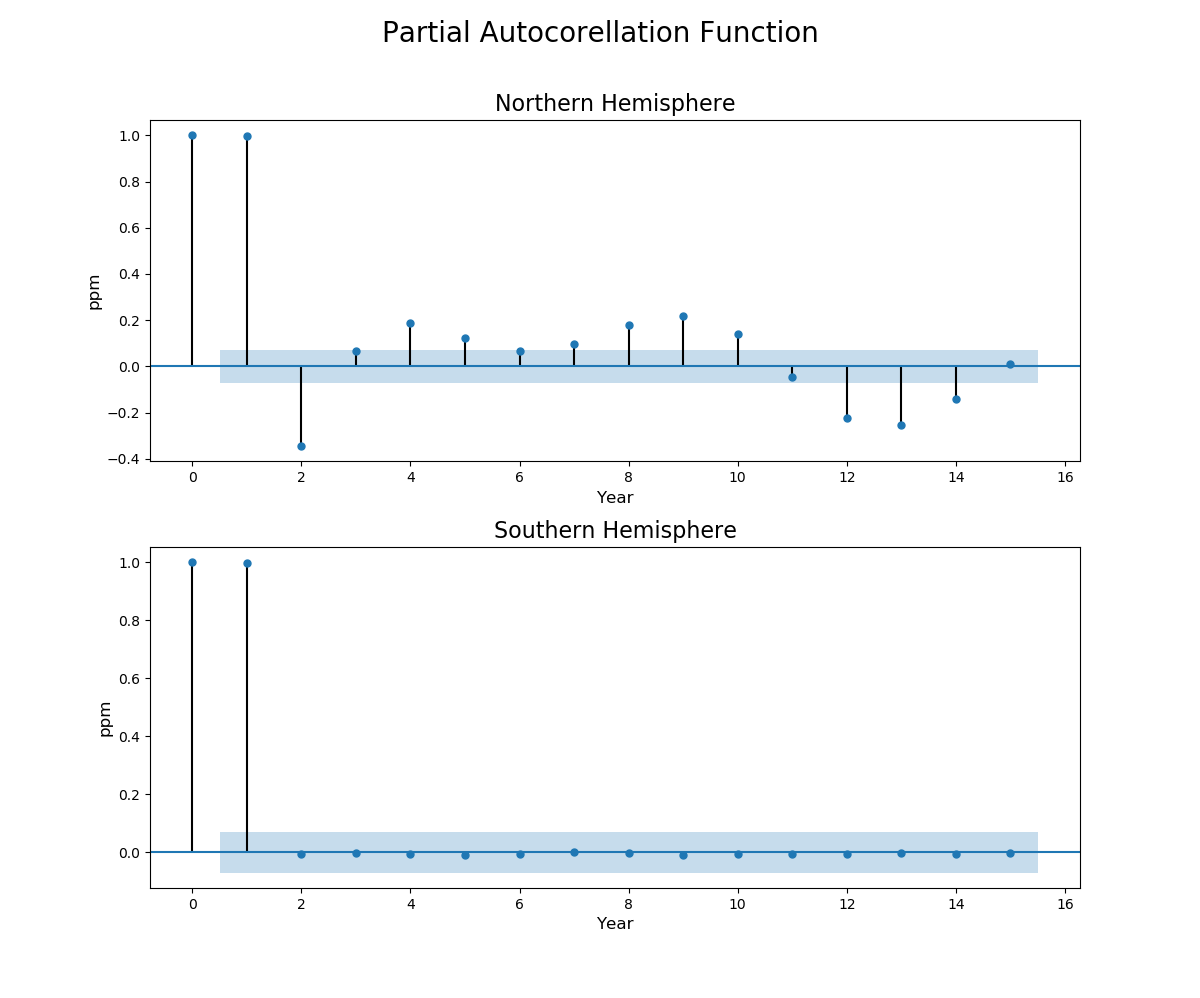 Partial Autocorellation Function
Northern Hemisphere
1.0
0.8
0.6
0.4
0.2
0.0
−0.2
−0.4
ppm
0 2 4 6 8 10 12 14 16
Year
Southern Hemisphere
1.0
0.8
0.6
0.4
0.2
0.0
ppm
0 2 4 6 8 10 12 14 16
Year